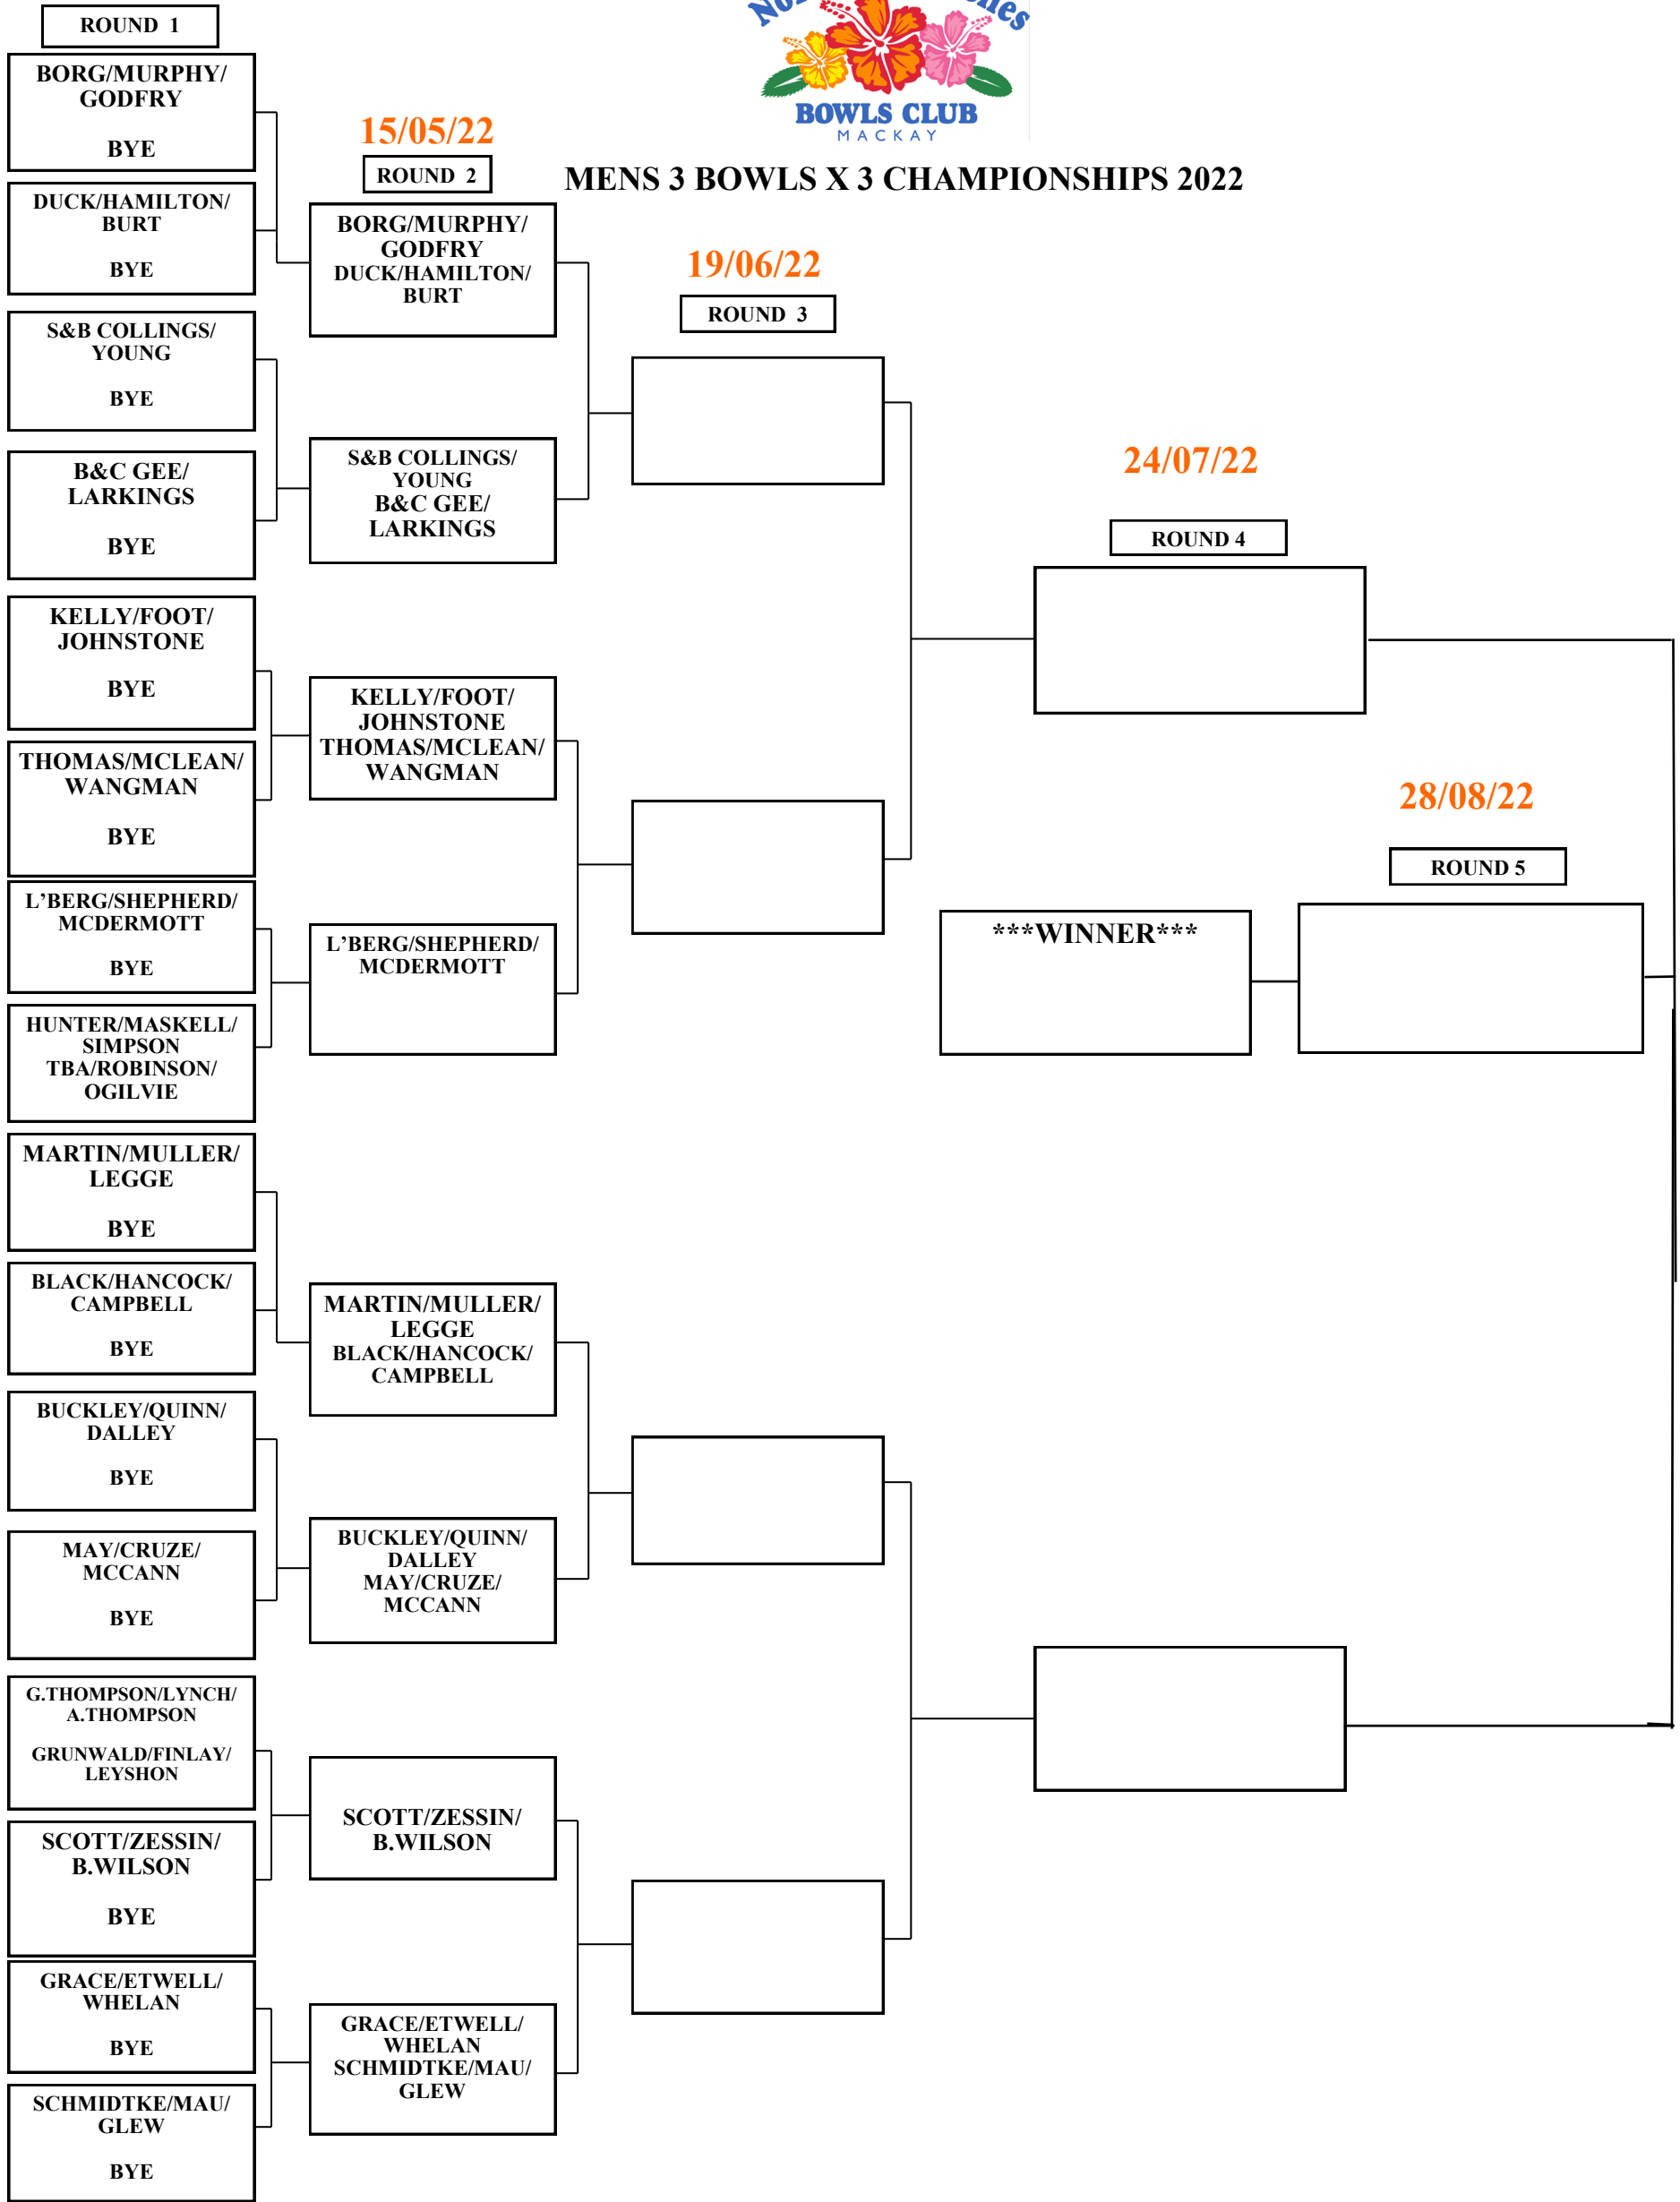 BOWLS CLUB
MACKAY
MENS 3 BOWLS X 3 CHAMPIONSHIPS 2022
ROUND 1
BORG/MURPHY/
GODFRY
BYE
DUCK/HAMILTON/
BURT
BYE
S&B COLLINGS/
YOUNG
BYE
B&C GEE/
LARKINGS
BYE
KELLY/FOOT/
JOHNSTONE
BYE
THOMAS/MCLEAN/
WANGMAN
BYE
L’BERG/SHEPHERD/
MCDERMOTT
BYE
HUNTER/MASKELL/
SIMPSON
TBA/ROBINSON/
OGILVIE
MARTIN/MULLER/
LEGGE
BYE
BLACK/HANCOCK/
CAMPBELL
BYE
BUCKLEY/QUINN/
DALLEY
BYE
MAY/CRUZE/
MCCANN
BYE
G.THOMPSON/LYNCH/
A.THOMPSON
GRUNWALD/FINLAY/
LEYSHON
SCOTT/ZESSIN/
B.WILSON
BYE
GRACE/ETWELL/
WHELAN
BYE
SCHMIDTKE/MAU/
GLEW
BYE
15/05/22
ROUND 2
BORG/MURPHY/
GODFRY
DUCK/HAMILTON/
BURT
S&B COLLINGS/
YOUNG
B&C GEE/
LARKINGS
KELLY/FOOT/
JOHNSTONE
THOMAS/MCLEAN/
WANGMAN
L’BERG/SHEPHERD/
MCDERMOTT
MARTIN/MULLER/
LEGGE
BLACK/HANCOCK/
CAMPBELL
BUCKLEY/QUINN/
DALLEY
MAY/CRUZE/
MCCANN
SCOTT/ZESSIN/
B.WILSON
GRACE/ETWELL/
WHELAN
SCHMIDTKE/MAU/
GLEW
19/06/22
ROUND 3
24/07/22
ROUND 4
28/08/22
ROUND 5
***WINNER***